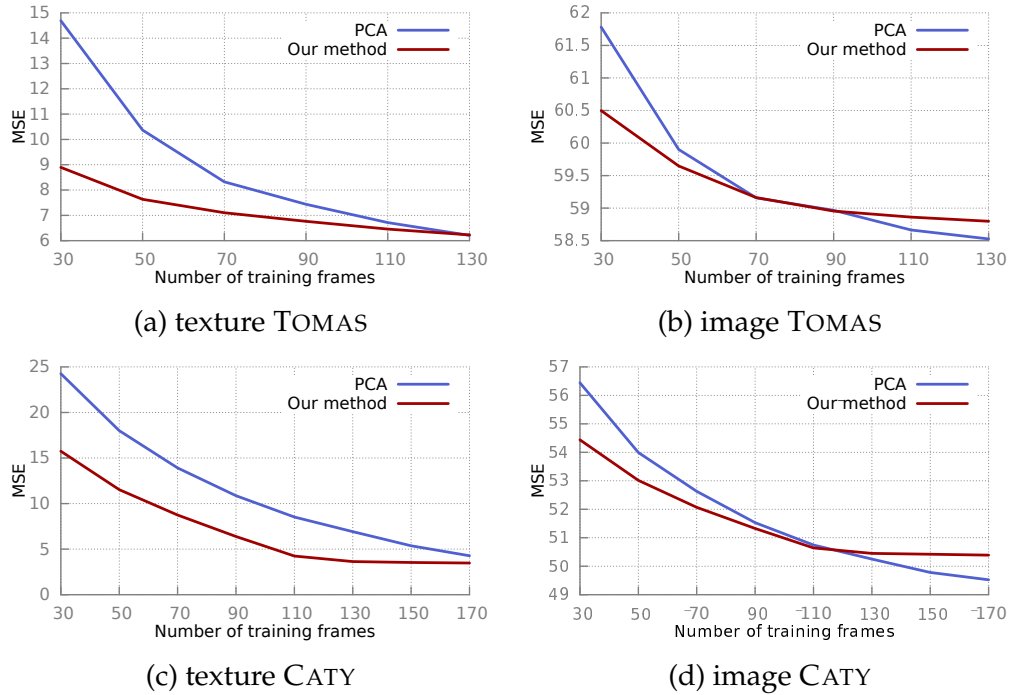 15
14
13
12
11
10
9
8
7
6
MSE
PCA
Our method
30 50 70 90 110 130
Number of training frames
(a) texture TOMAS
62
61.5
61
60.5
60
59.5
59
58.5
MSE
PCA
Our method
30 50 70 90 110 130
Number of training frames
(b) image TOMAS
25
20
15
10
5
0
MSE
PCA
Our method
30 50 70 90 110 130 150 170
Number of training frames
(c) texture CATY
57
56
55
54
53
52
51
50
49
MSE
PCA
Our method
30 50 70 90 110 130 150 170
Number of training frames
(d) image CATY